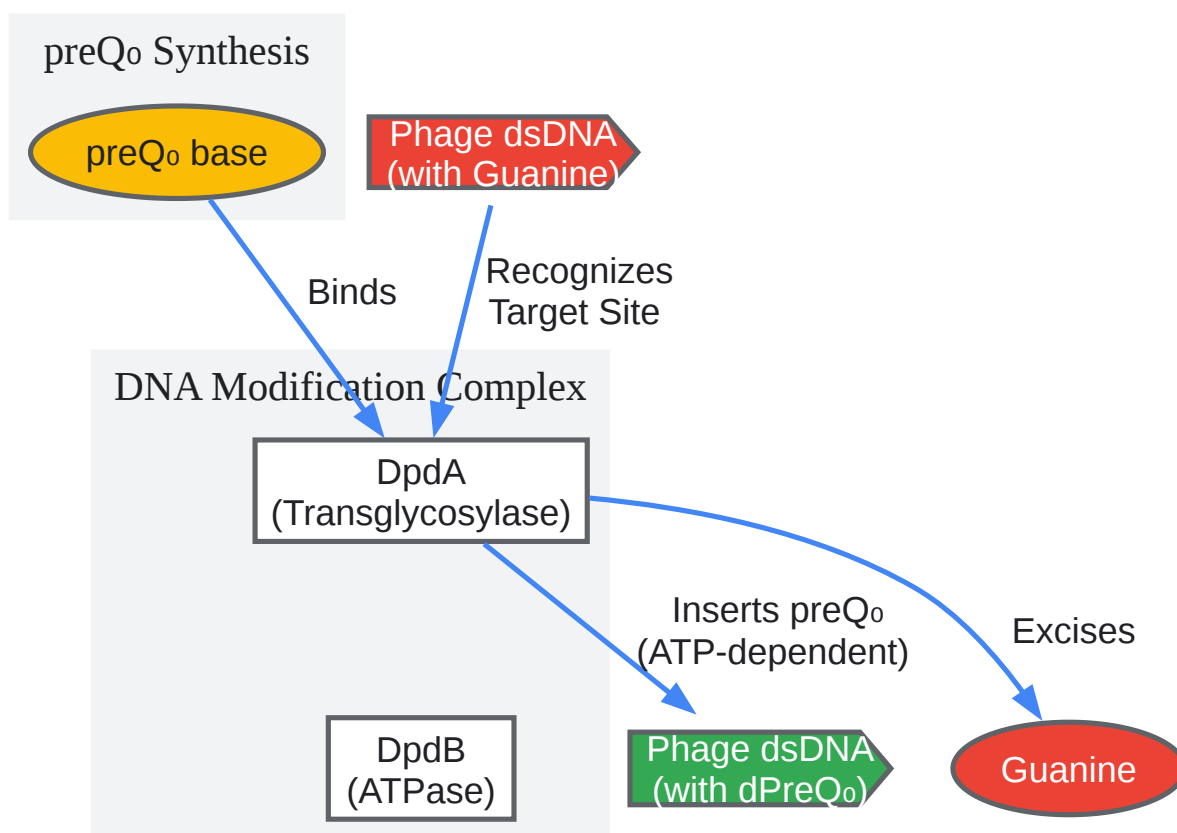 preQ₀ Synthesis
preQ₀ base
Phage dsDNA
(with Guanine)
Binds
Recognizes
Target Site
DNA Modification Complex
DpdA
(Transglycosylase)
Inserts preQ₀
(ATP-dependent)
Excises
DpdB
(ATPase)
Phage dsDNA
(with dPreQ₀)
Guanine